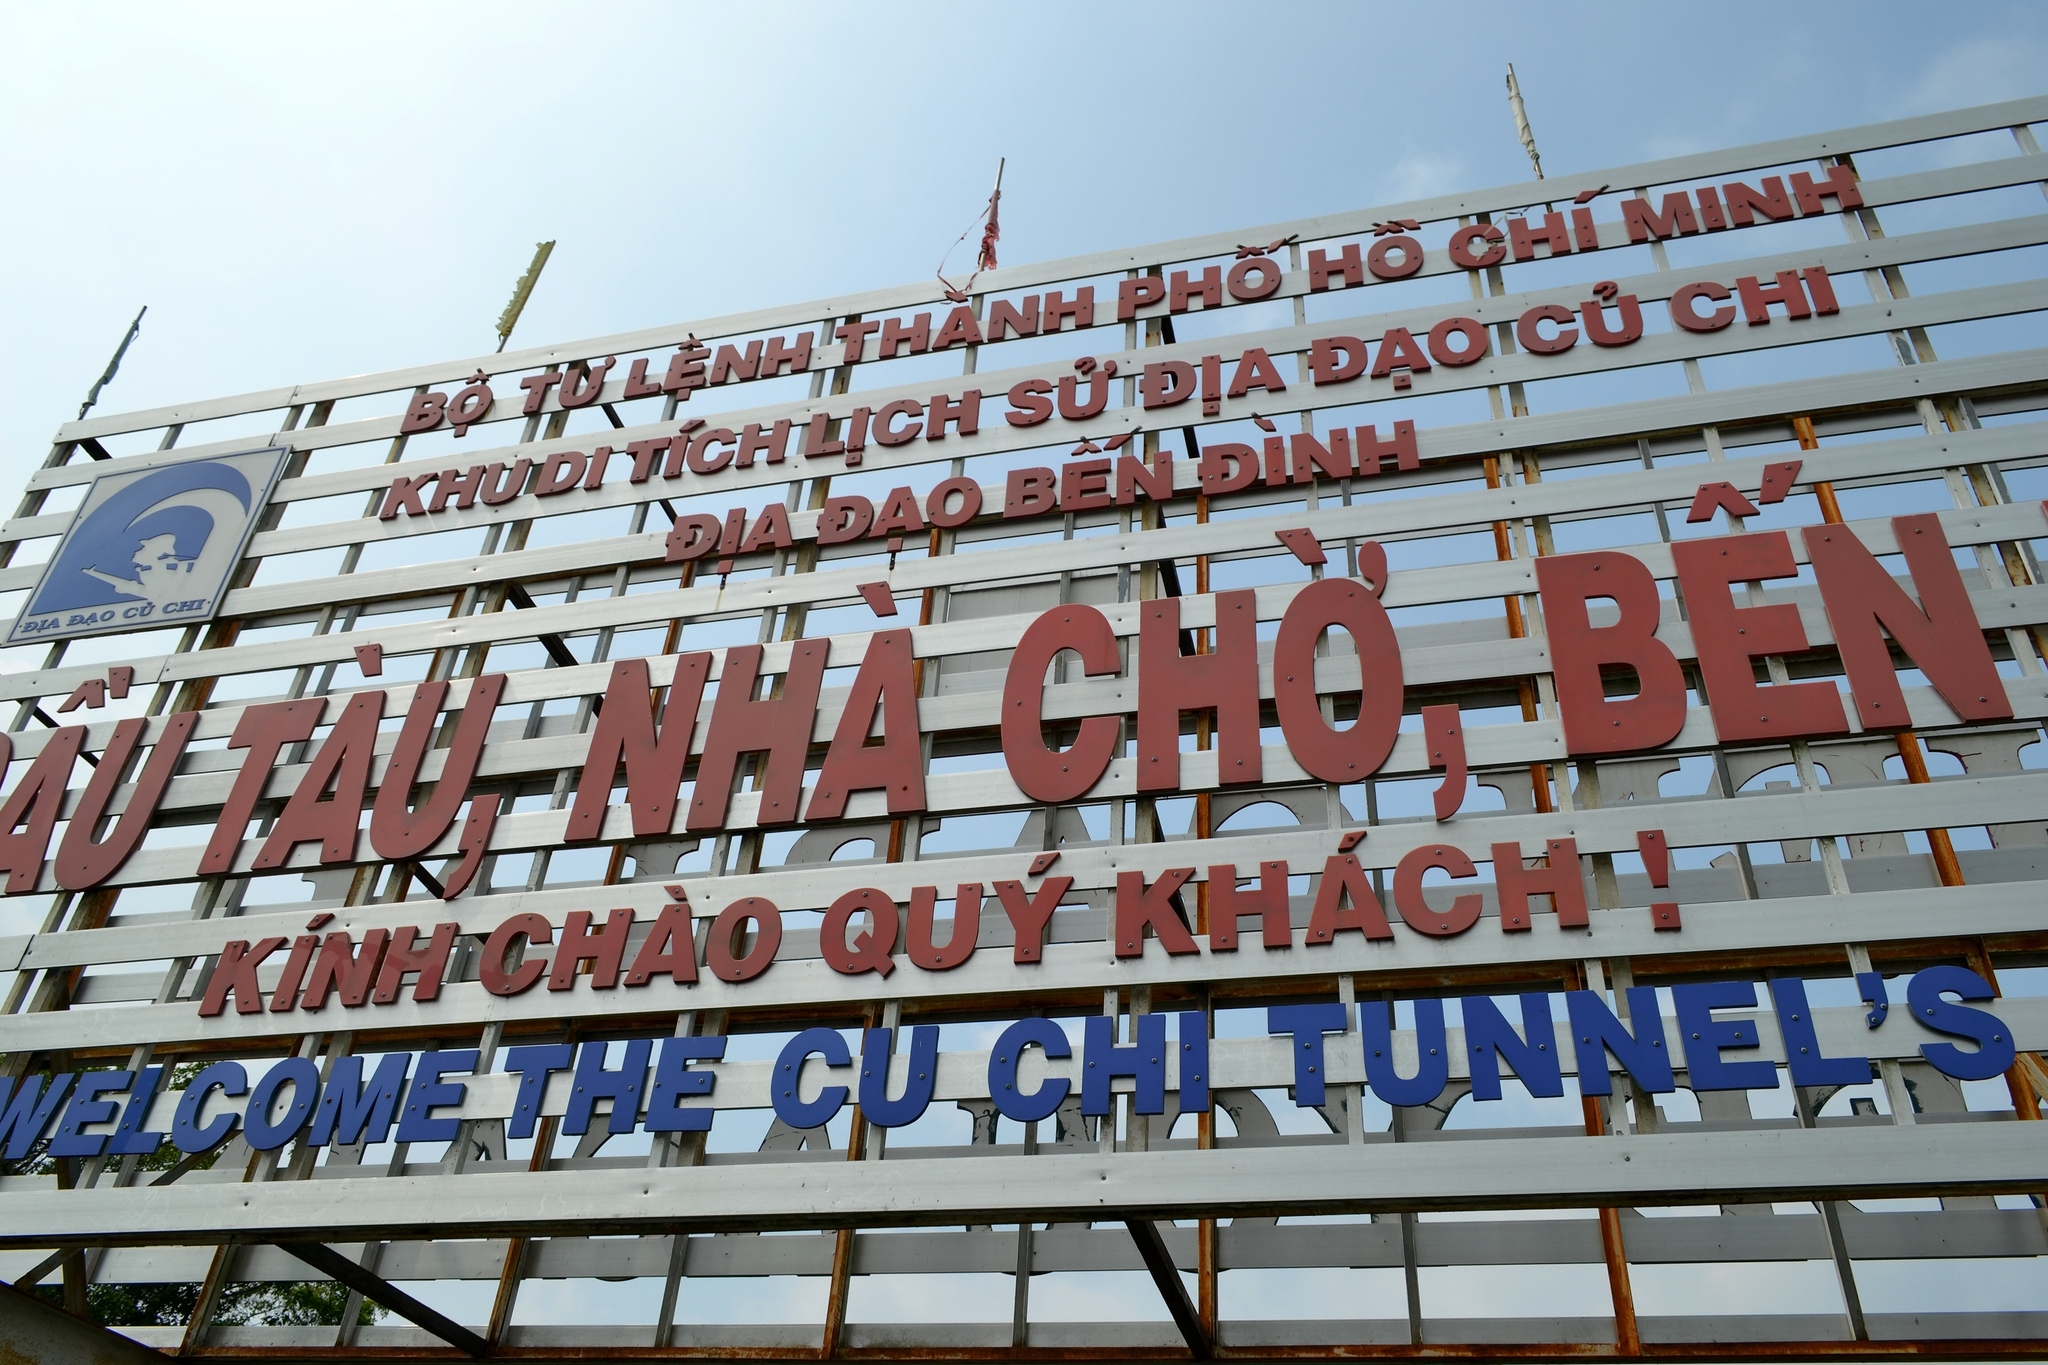 BỘ TƯ LỆNH THÀNH PHỐ HỒ CHÍ MINH
KHU DI TÍCH LỊCH SỬ ĐỊA ĐẠO CỦ CHI
ĐỊA ĐẠO BẾN ĐÌNH
ĐỊA ĐẠO CỦ CHI
ẦU TÀU, NHÀ CHỜ, BẾN
KÍNH CHÀO QUÝ KHÁCH !
WELCOME THE CU CHI TUNNEL'S